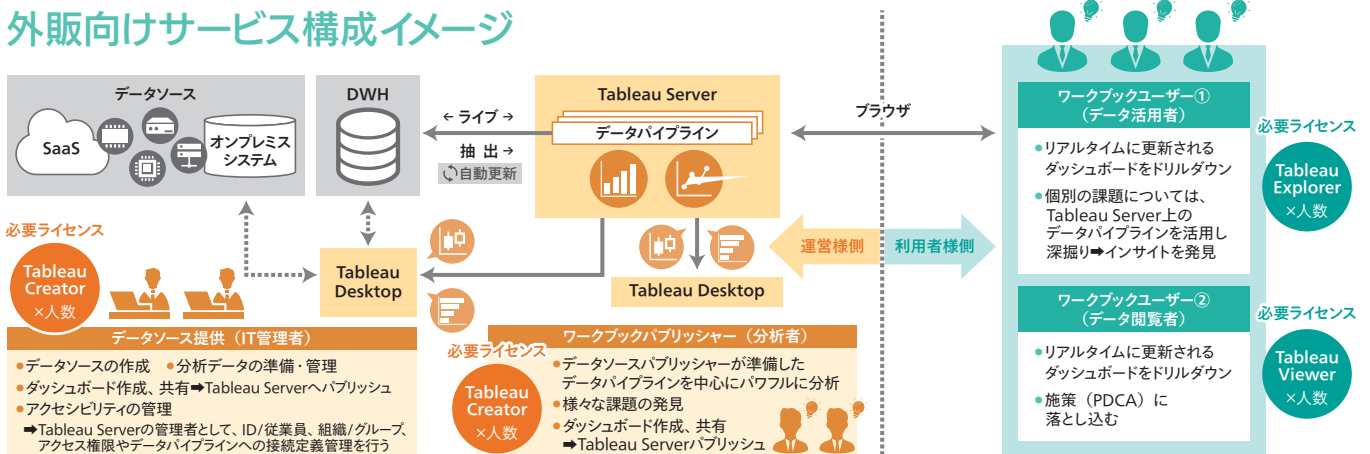 外販向けサービス構成イメージ
データソース
SaaS
オンプレミス
システム
DWH
← ライブ →
抽 出 →
自動更新
Tableau Server
データパイプライン
ブラウザ
運営様側
利用者様側
Tableau
Desktop
Tableau Desktop
必要ライセンス
Tableau
Creator
×人数
データソース提供（IT管理者）
●データソースの作成 ●分析データの準備・管理
●ダッシュボード作成、共有➡Tableau Serverへパブリッシュ
●アクセシビリティの管理
➡Tableau Serverの管理者として、ID/従業員、組織/グループ、
アクセス権限やデータパイプラインへの接続定義管理を行う
必要ライセンス
Tableau
Creator
×人数
ワークブックパブリッシャー（分析者）
●データソースパブリッシャーが準備した
データパイプラインを中心にパワフルに分析
●様々な課題の発見
●ダッシュボード作成、共有
➡Tableau Serverパブリッシュ
ワークブックユーザー①
（データ活用者）
●リアルタイムに更新される
ダッシュボードをドリルダウン
●個別の課題については、
Tableau Server上の
データパイプラインを活用し
深掘り➡インサイトを発見
必要ライセンス
Tableau
Explorer
×人数
ワークブックユーザー②
（データ閲覧者）
●リアルタイムに更新される
ダッシュボードをドリルダウン
●施策（PDCA）に
落とし込む
必要ライセンス
Tableau
Viewer
×人数